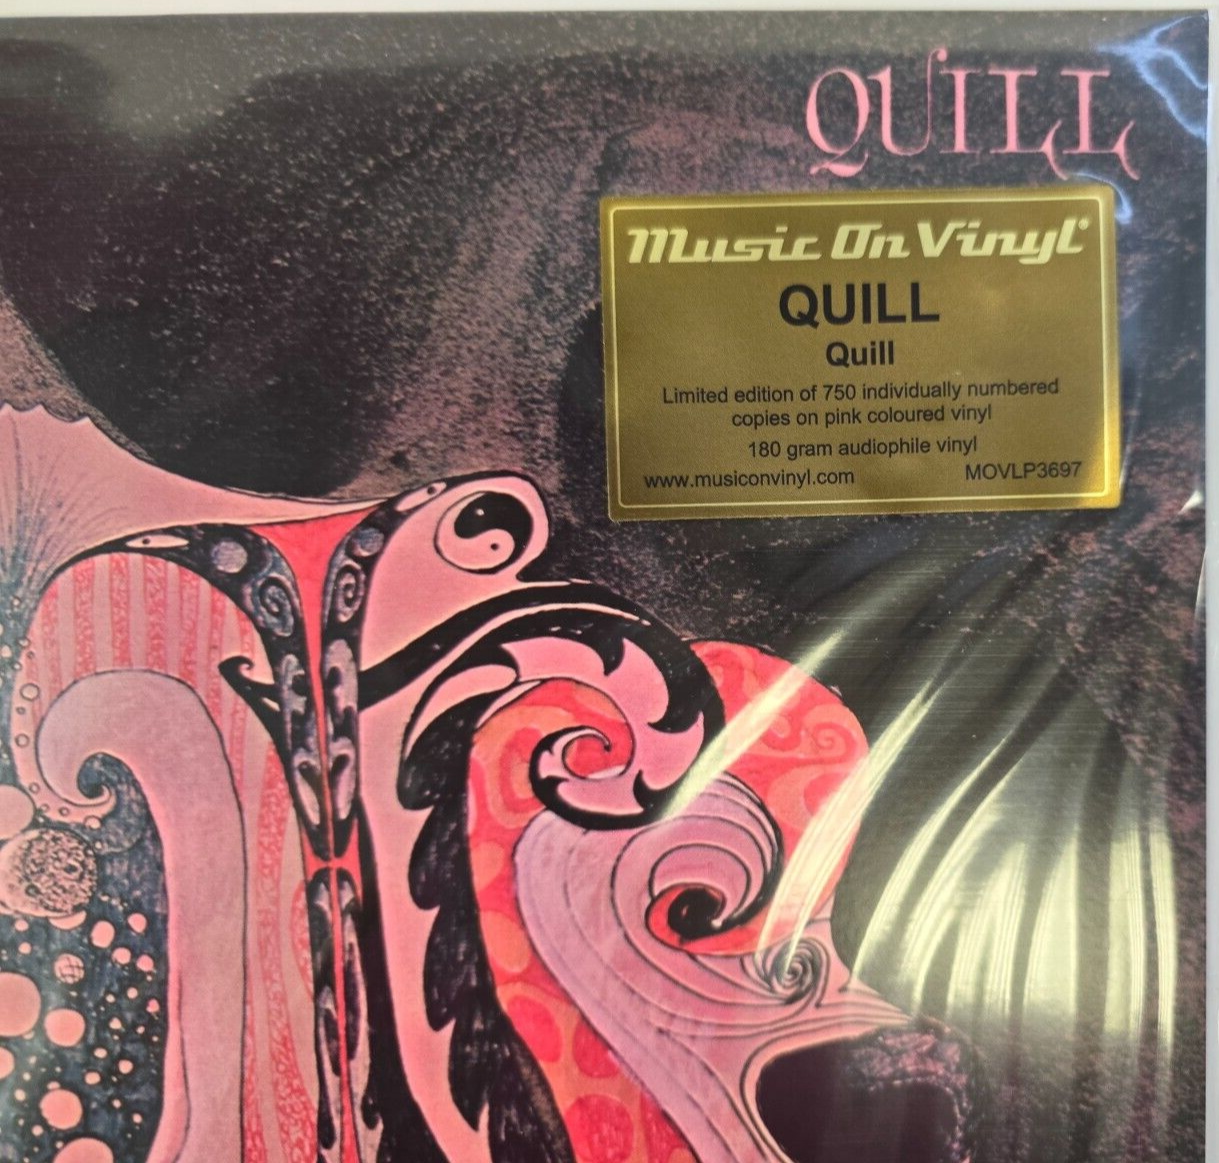 QUILL
Music On Vinyl®
QUILL
Quill
Limited edition of 750 individually numbered
copies on pink coloured vinyl
180 gram audiophile vinyl
www.musiconvinyl.com MOVLP3697